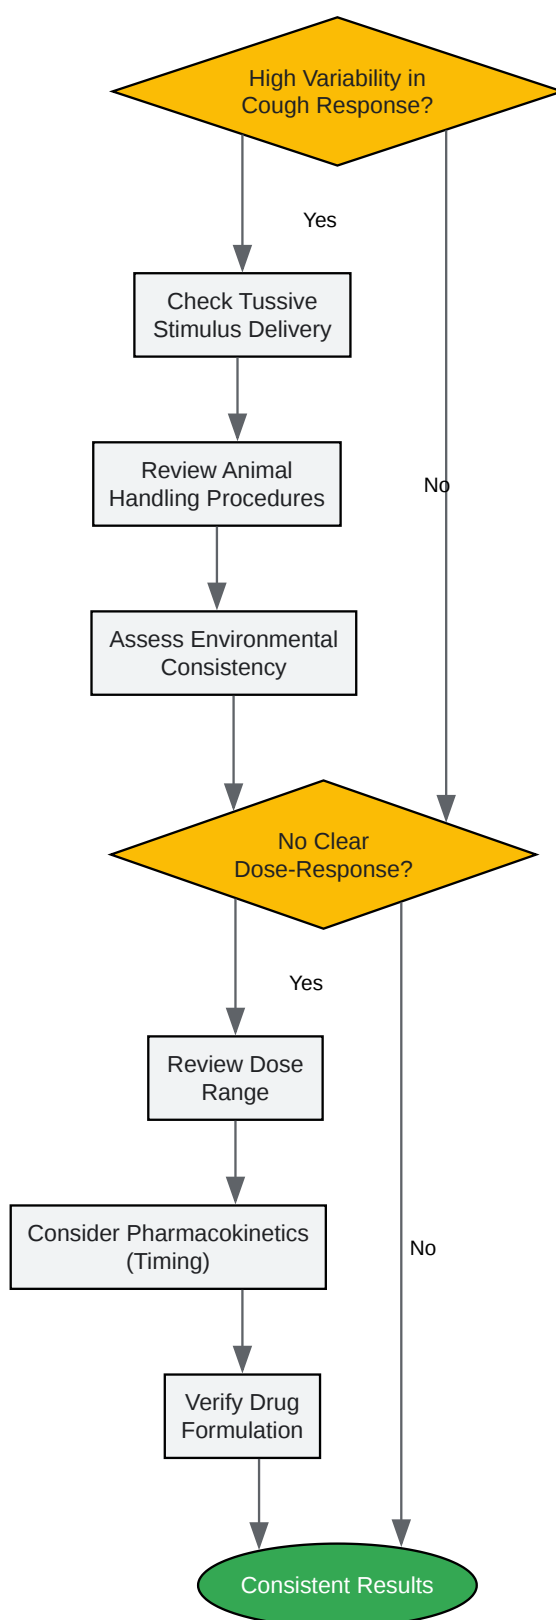 High Variability in
Cough Response?
Yes
Check Tussive
Stimulus Delivery
Review Animal
Handling Procedures
No
Assess Environmental
Consistency
No Clear
Dose-Response?
Yes
Review Dose
Range
Consider Pharmacokinetics
(Timing)
No
Verify Drug
Formulation
Consistent Results